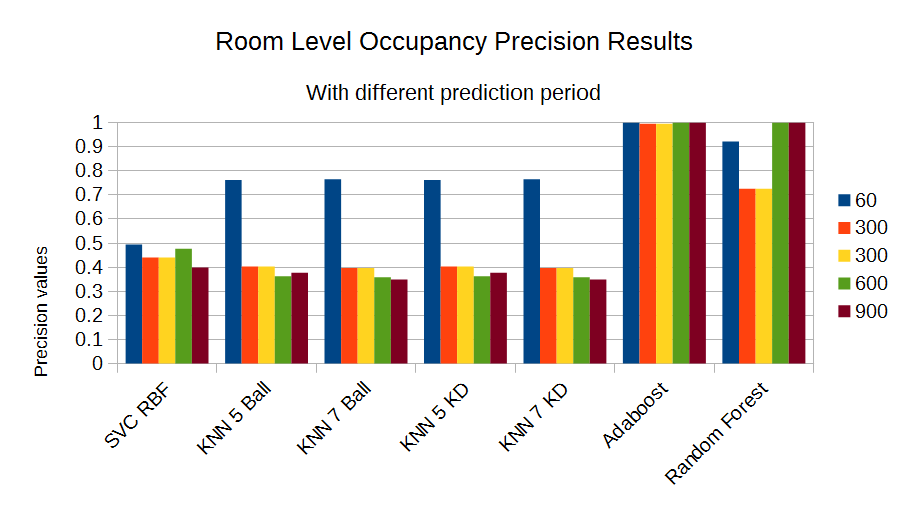 Room Level Occupancy Precision Results
With different prediction period
Precision values
1
0.9
0.8
0.7
0.6
0.5
0.4
0.3
0.2
0.1
0
SVC RBF
KNN 5 Ball
KNN 7 Ball
KNN 5 KD
KNN 7 KD
Adaboost
Random Forest
60
300
300
600
900